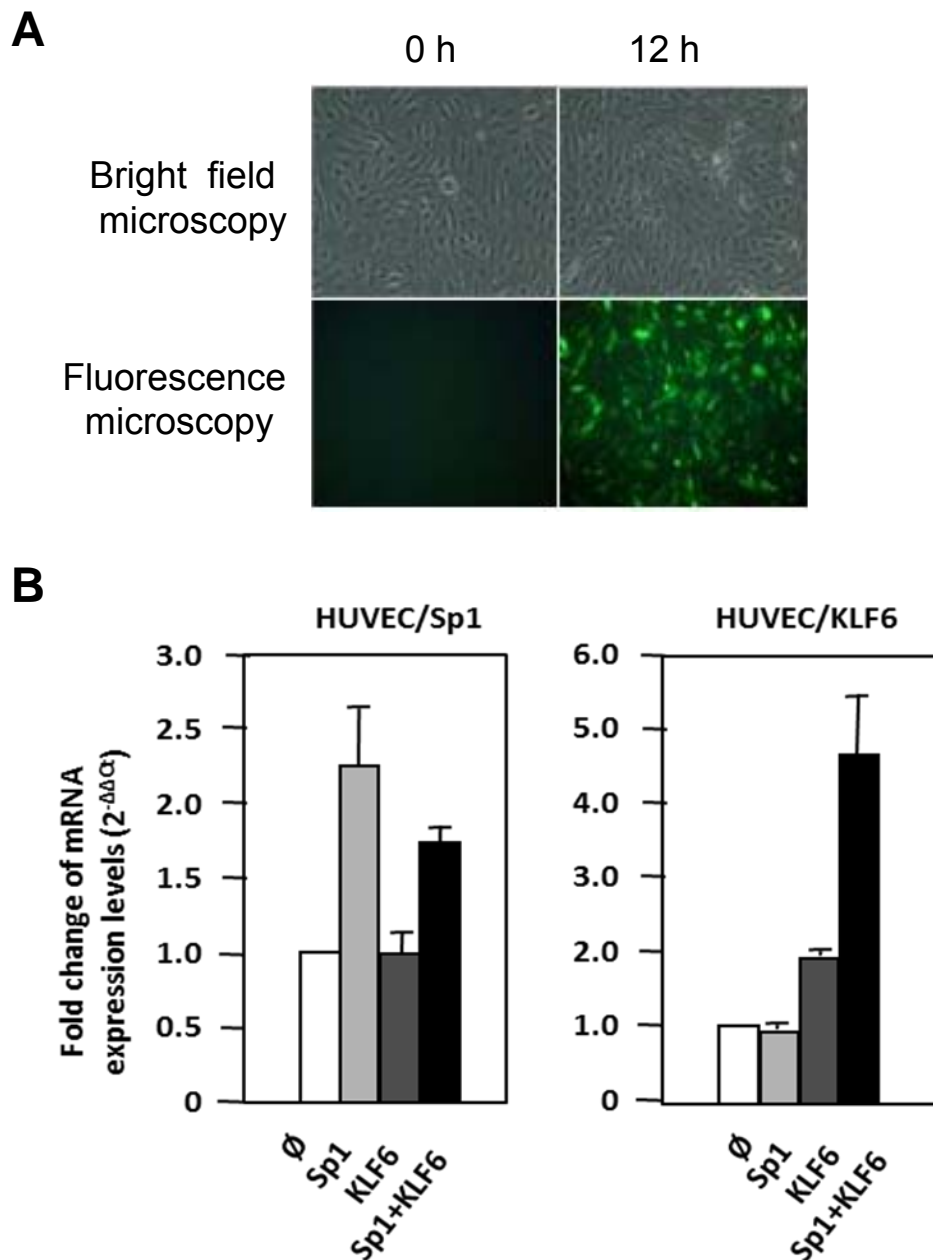 A
0 h 12 h
Bright field
microscopy
Fluorescence
microscopy
B
HUVEC/Sp1
3.0
2.5
2.0
1.5
1.0
0.5
0
Fold change of mRNA
expression levels (2-ΔΔα)
Ø
Sp1
KLF6
Sp1+KLF6
HUVEC/KLF6
6.0
5.0
4.0
3.0
2.0
1.0
0
Ø
Sp1
KLF6
Sp1+KLF6